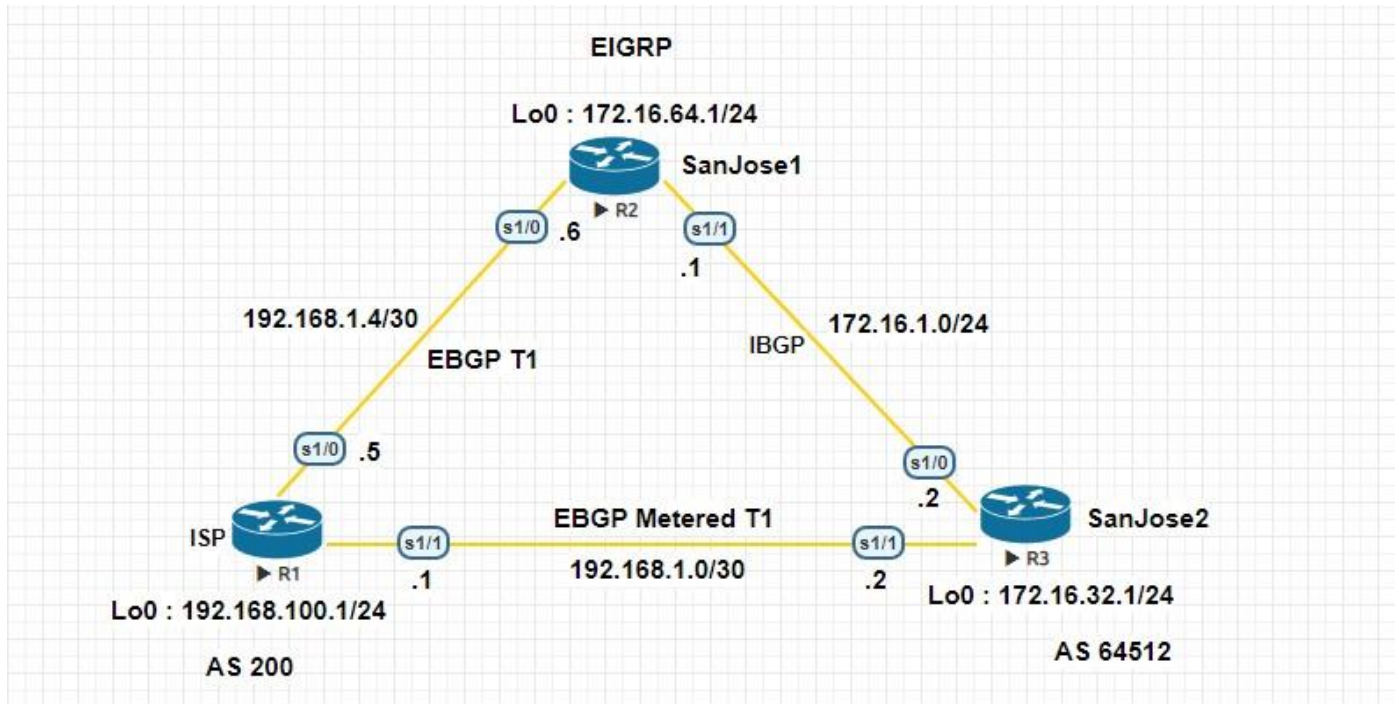 EIGRP
Lo0 : 172.16.64.1/24
SanJose1
R2
s1/0
.6
s1/1
.1
192.168.1.4/30
172.16.1.0/24
IBGP
EBGP T1
s1/0
.5
s1/0
.2
ISP
EBGP Metered T1
SanJose2
s1/1
s1/1
R1
.1
192.168.1.0/30
.2
R3
Lo0 : 192.168.100.1/24
Lo0 : 172.16.32.1/24
AS 200
AS 64512